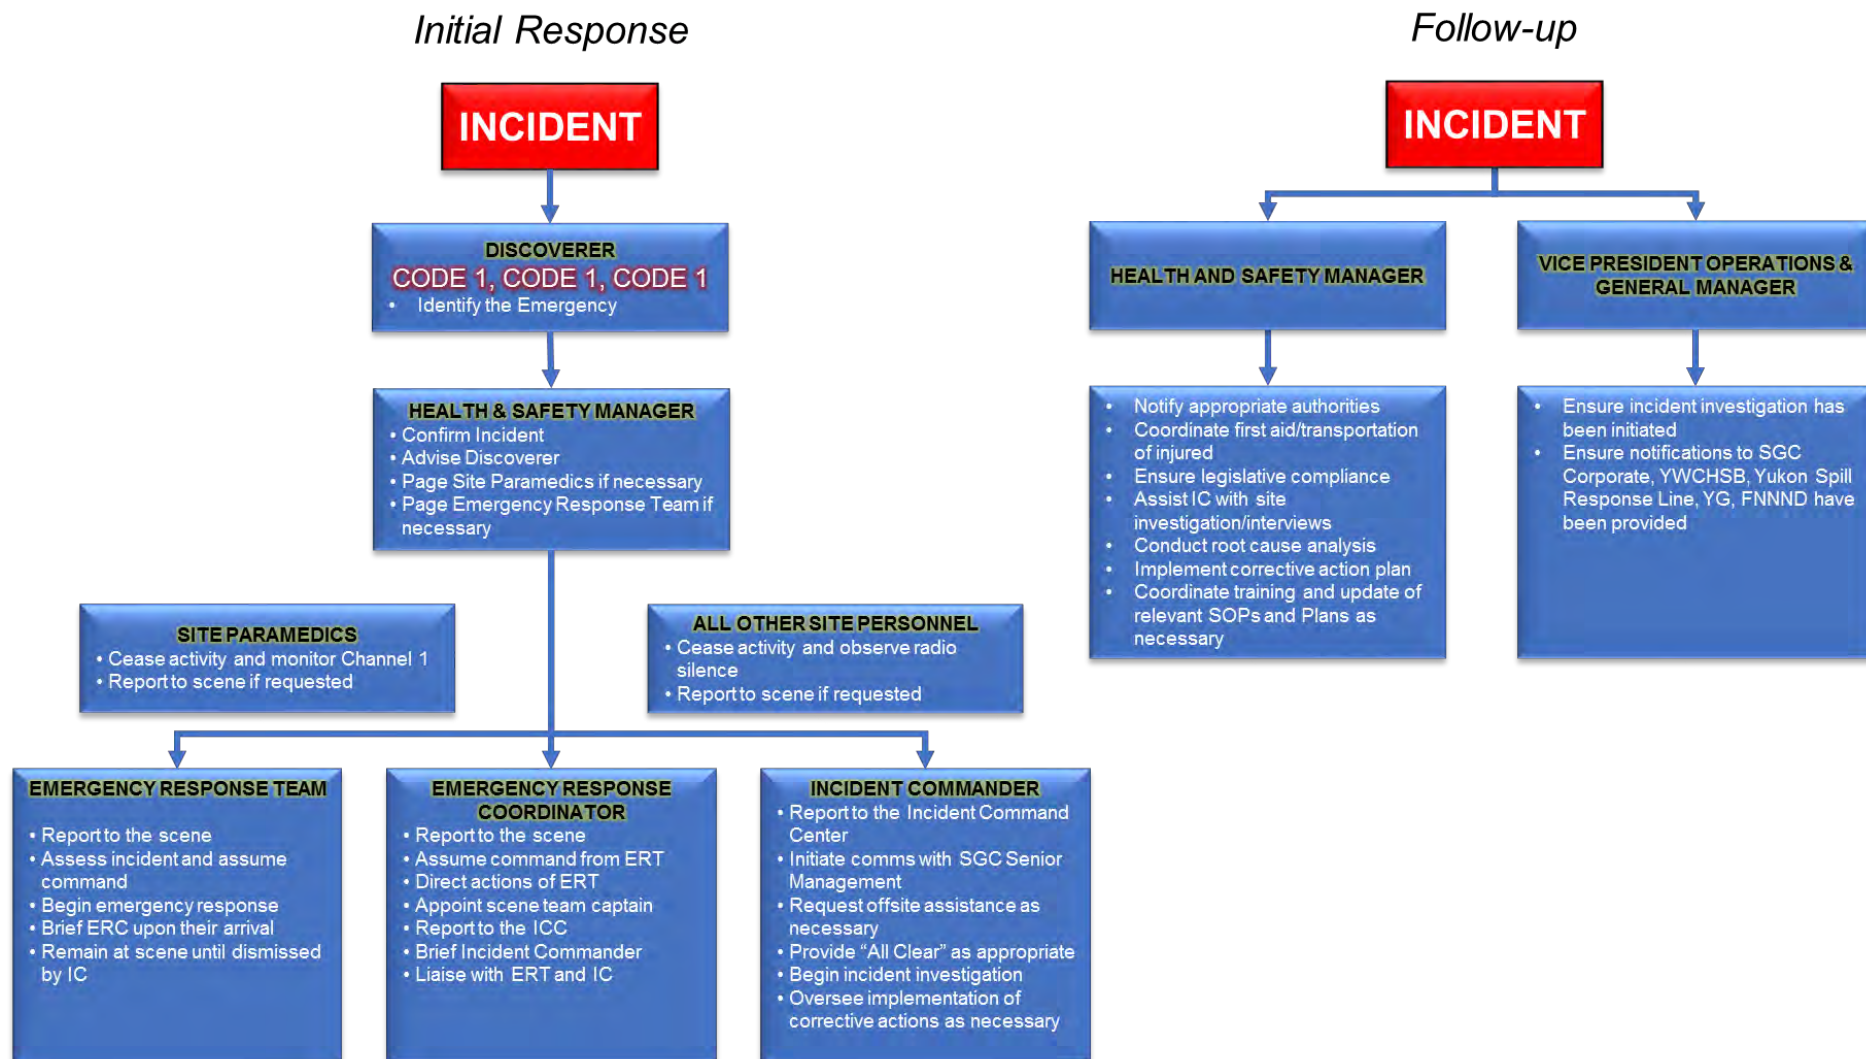 Initial Response
INCIDENT
DISCOVERER
CODE 1, CODE 1, CODE 1
• Identify the Emergency
HEALTH & SAFETY MANAGER
• Confirm Incident
• Advise Discoverer
• Page Site Paramedics if necessary
• Page Emergency Response Team if
necessary
SITE PARAMEDICS
• Cease activity and monitor Channel 1
• Report to scene if requested
ALL OTHER SITE PERSONNEL
• Cease activity and observe radio
silence
• Report to scene if requested
EMERGENCY RESPONSE TEAM
• Report to the scene
• Assess incident and assume
command
• Begin emergency response
• Brief ERC upon their arrival
• Remain at scene until dismissed
by IC
EMERGENCY RESPONSE
COORDINATOR
• Report to the scene
• Assume command from ERT
• Direct actions of ERT
• Appoint scene team captain
• Report to the ICC
• Brief Incident Commander
• Liaise with ERT and IC
INCIDENT COMMANDER
• Report to the Incident Command
Center
• Initiate comms with SGC Senior
Management
• Request offsite assistance as
necessary
• Provide “All Clear” as appropriate
• Begin incident investigation
• Oversee implementation of
corrective actions as necessary
Follow-up
INCIDENT
HEALTH AND SAFETY MANAGER
• Notify appropriate authorities
• Coordinate first aid/transportation
of injured
• Ensure legislative compliance
• Assist IC with site
investigation/interviews
• Conduct root cause analysis
• Implement corrective action plan
• Coordinate training and update of
relevant SOPs and Plans as
necessary
VICE PRESIDENT OPERATIONS &
GENERAL MANAGER
• Ensure incident investigation has
been initiated
• Ensure notifications to SGC
Corporate, YWCHSB, Yukon Spill
Response Line, YG, FNNND have
been provided